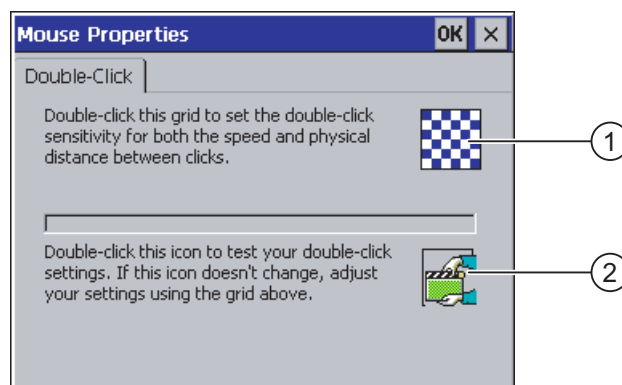 Mouse Properties OK ×
Double-Click
Double-click this grid to set the double-click
sensitivity for both the speed and physical
distance between clicks.
1
Double-click this icon to test your double-click
settings. If this icon doesn't change, adjust
your settings using the grid above.
2